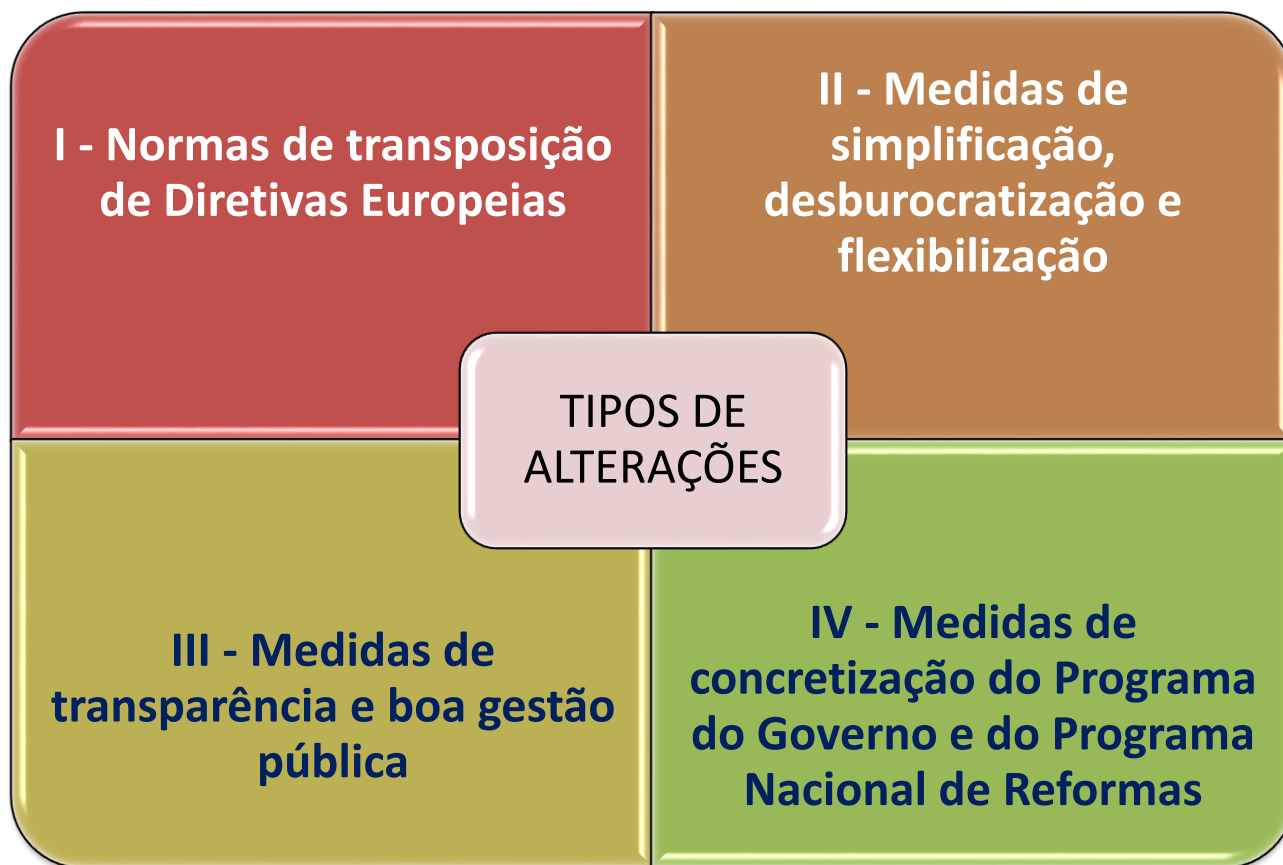 I - Normas de transposição
de Diretivas Europeias
II - Medidas de
simplificação,
desburocratização e
flexibilização
TIPOS DE
ALTERAÇÕES
III - Medidas de
transparência e boa gestão
pública
IV - Medidas de
concretização do Programa
do Governo e do Programa
Nacional de Reformas